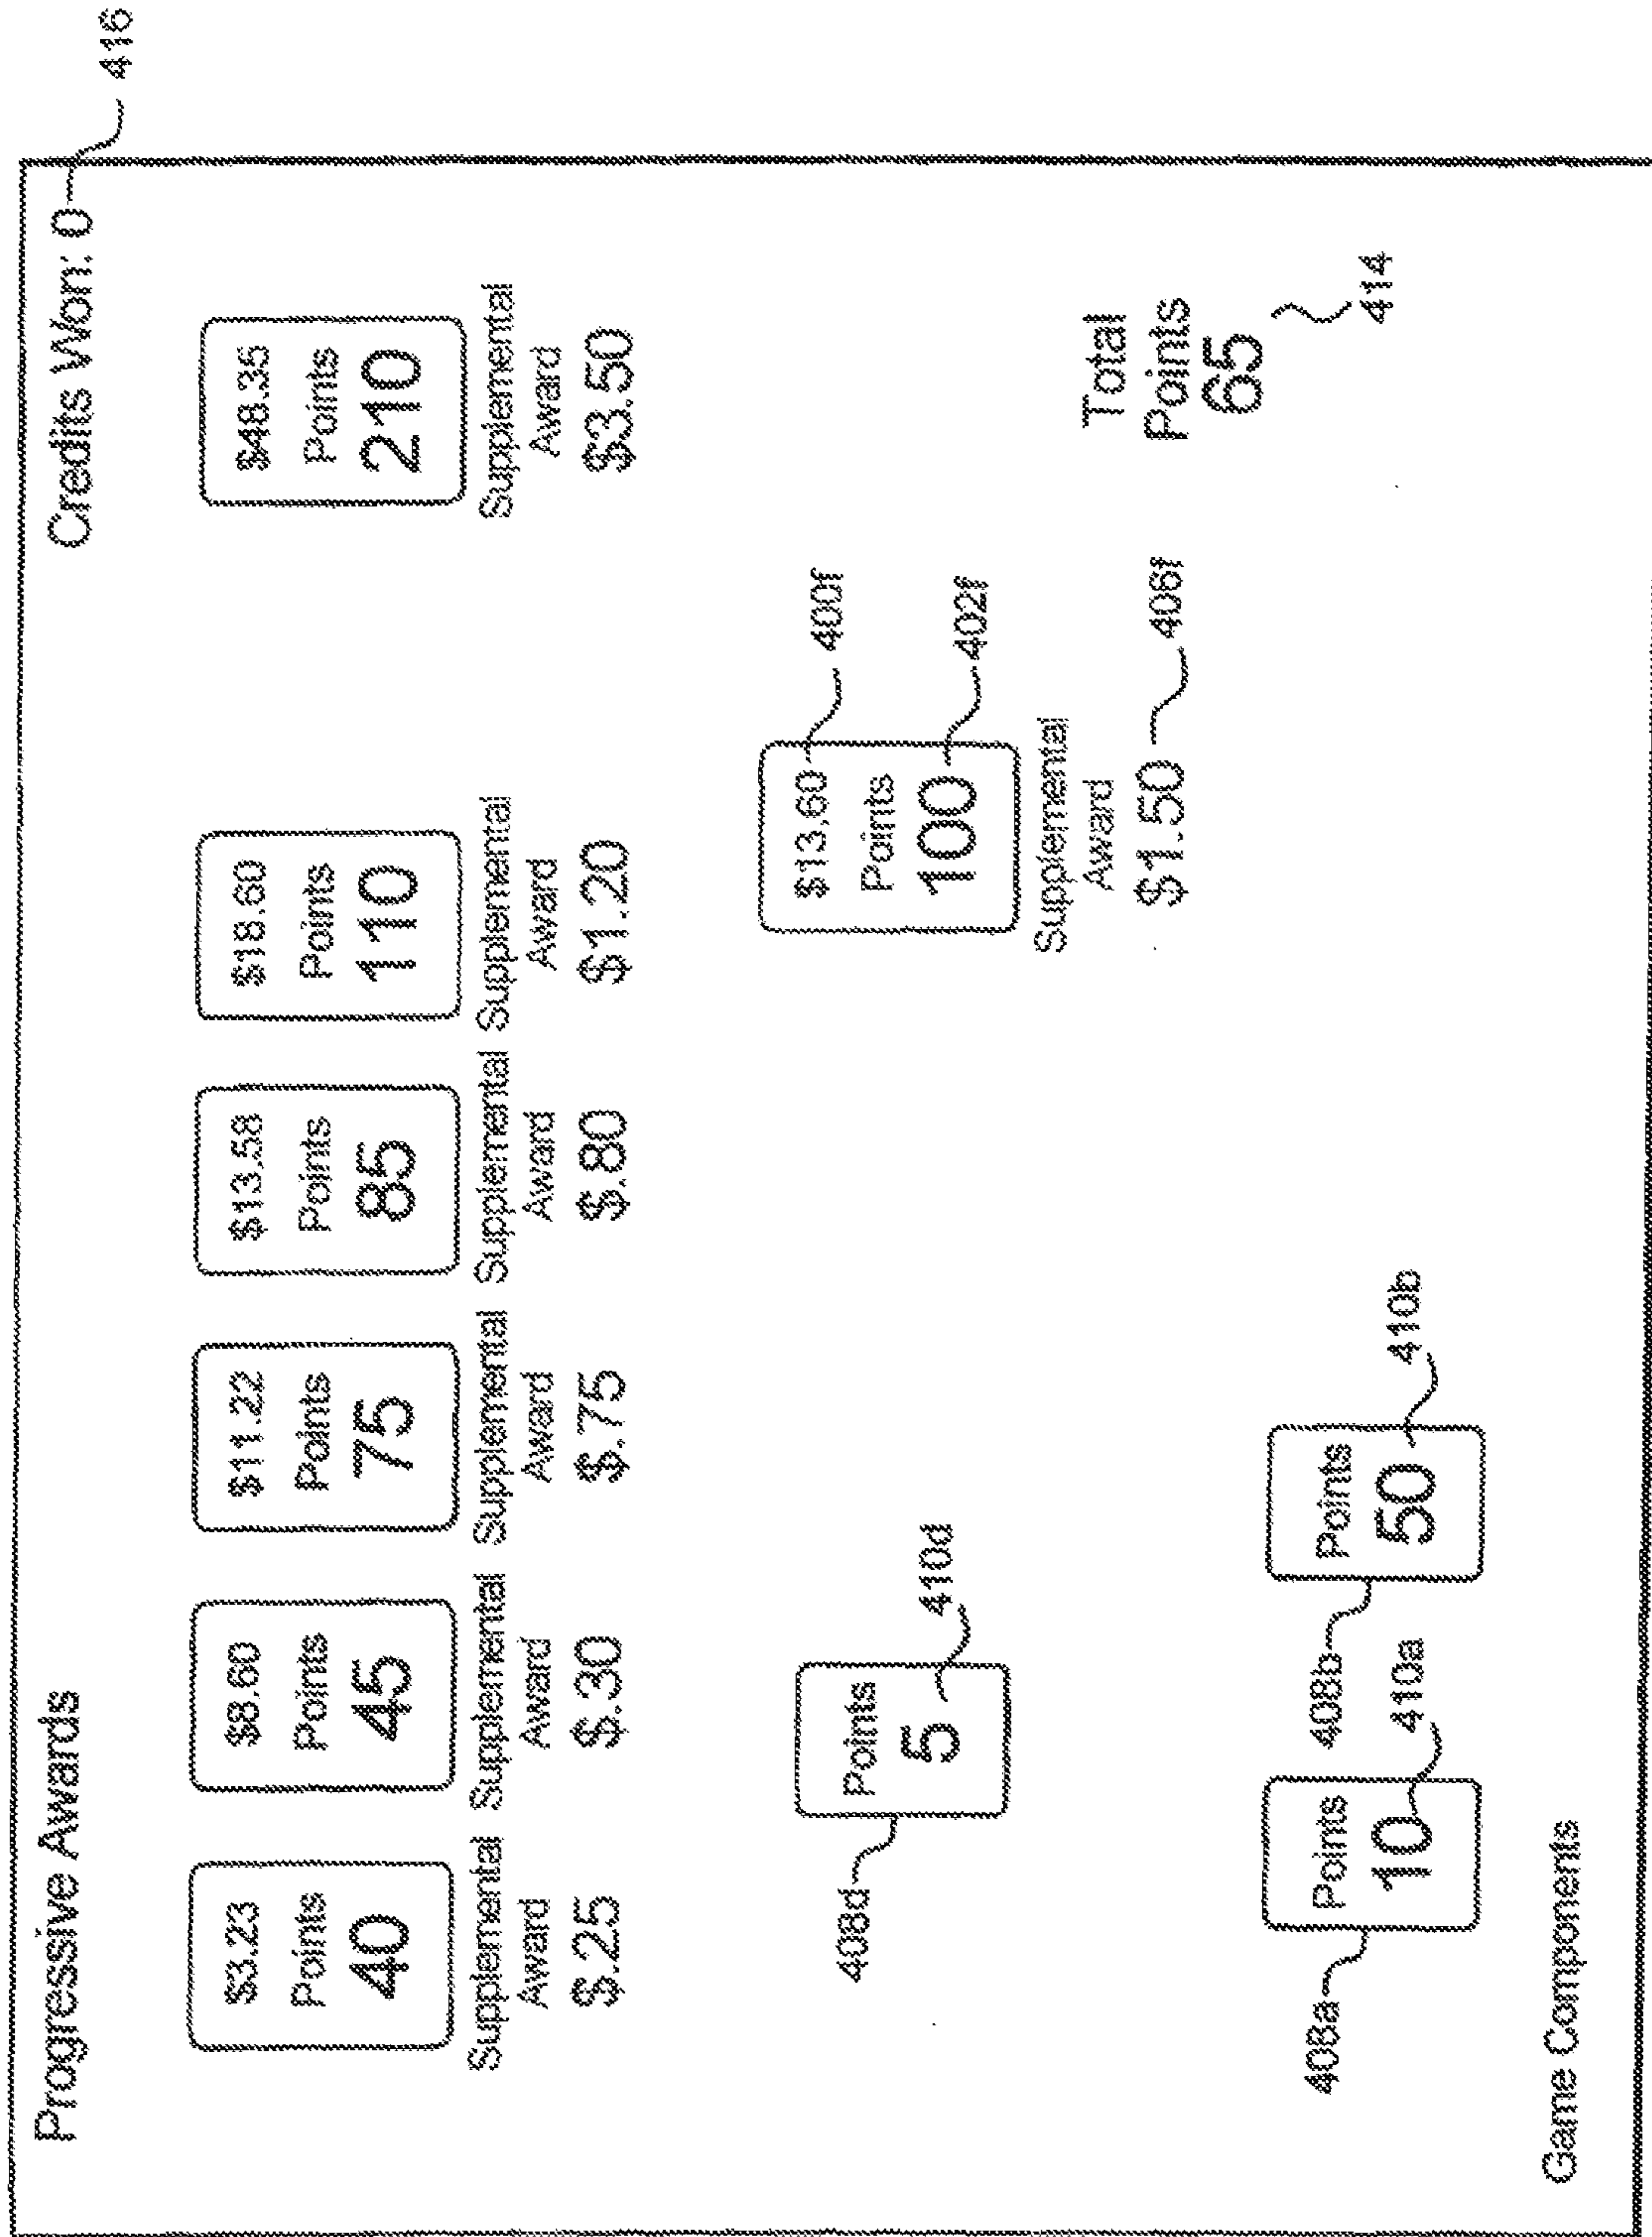 Progressive Awards
Credits Won: 0
416
$3.23
Points
40
Supplemental
Award
$.25
$8.60
Points
45
Supplemental
Award
$.30
$11.22
Points
75
Supplemental
Award
$.75
$13.58
Points
85
Supplemental
Award
$.80
$18.60
Points
110
Supplemental
Award
$1.20
$48.35
Points
210
Supplemental
Award
$3.50
408d
Points
5
410d
$13.60
400f
Points
100
402f
Supplemental
Award
$1.50
406f
Total
Points
65
414
408a
Points
10
410a
408b
Points
50
410b
Game Components